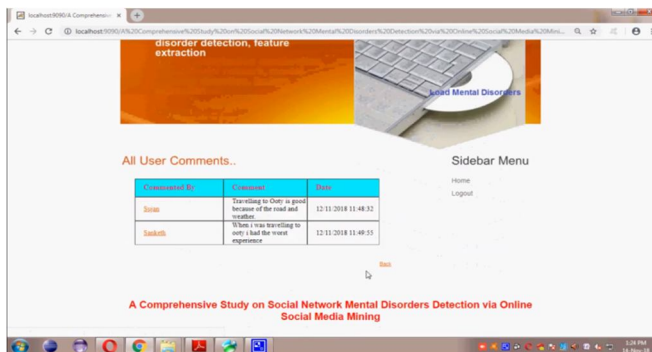 localhost:9090/A Comprehensive
localhost:9090/A%20Comprehensive%20Study%20on%20Social%20Network%20Mental%20Disorders%20Detection%20via%20Online%20Social%20Media%20Mini...
disorder detection, feature
extraction
Load Mental Disorders
All User Comments..
Sidebar Menu
Home
Logout
Commented By Comment Date
Travelling to Ooty is good
because of the road and
weather.
12/11/2018 11:48:32
Sanketh
When i was travelling to
ooty i had the worst
experience
12/11/2018 11:49:55
Back
A Comprehensive Study on Social Network Mental Disorders Detection via Online
Social Media Mining
3:24 PM